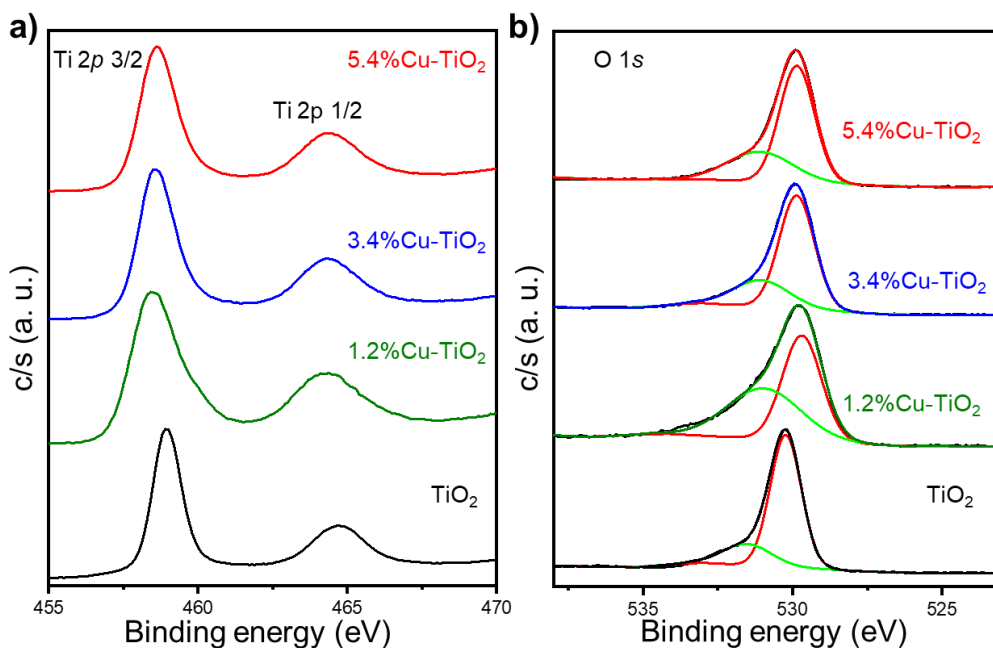 a)
Ti 2p 3/2
5.4%Cu-TiO₂
Ti 2p 1/2
3.4%Cu-TiO₂
1.2%Cu-TiO₂
TiO₂
c/s (a. u.)
455
460
465
470
Binding energy (eV)
b)
O 1s
5.4%Cu-TiO₂
3.4%Cu-TiO₂
1.2%Cu-TiO₂
TiO₂
c/s (a. u.)
535
530
525
Binding energy (eV)